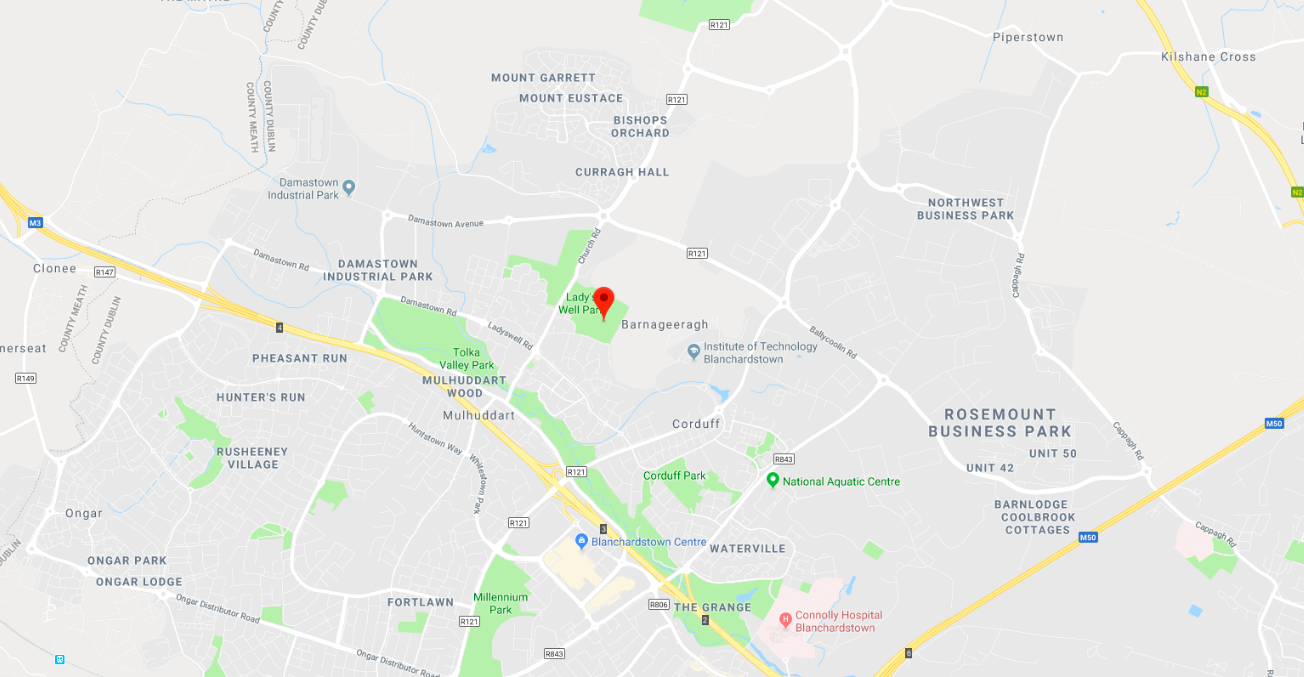 R121
Piperstown
Kilshane Cross
COUNTY
COUNTY DUBLIN
MOUNT GARRETT
N2
MOUNT EUSTACE
R121
COUNTY MEATH
COUNTY DUBLIN
BISHOPS
ORCHARD
CURRAGH HALL
Damastown
Industrial Park
N2
NORTHWEST
BUSINESS PARK
M3
Damastown Avenue
Church Rd
R121
Damastown Rd
Clonee
R147
DAMASTOWN
INDUSTRIAL PARK
Cappagh Rd
COUNTY MEATH
COUNTY DUBLIN
Lady's
Well Park
Damastown Rd
Ladyswell Rd
Barnageeragh
4
Ballycoolin Rd
merseat
PHEASANT RUN
Tolka
Valley Park
Institute of Technology
Blanchardstown
R149
MULHUDDART
WOOD
HUNTER'S RUN
Mulhuddart
Corduff
ROSEMOUNT
BUSINESS PARK
M50
Huntstown Way
Cappagh Rd
RUSHEENEY
VILLAGE
Whitestown Park
R121
R843
UNIT 50
UNIT 42
Corduff Park
National Aquatic Centre
Ongar
R121
3
BARNLODGE
COOLBROOK
COTTAGES
Cappagh Rd
M50
Blanchardstown Centre
WATERVILLE
DUBLIN
ONGAR PARK
ONGAR LODGE
Ongar Distributor Road
FORTLAWN
Millennium
Park
R121
R806
THE GRANGE
2
Connolly Hospital
Blanchardstown
Ongar Distributor Road
R843
6